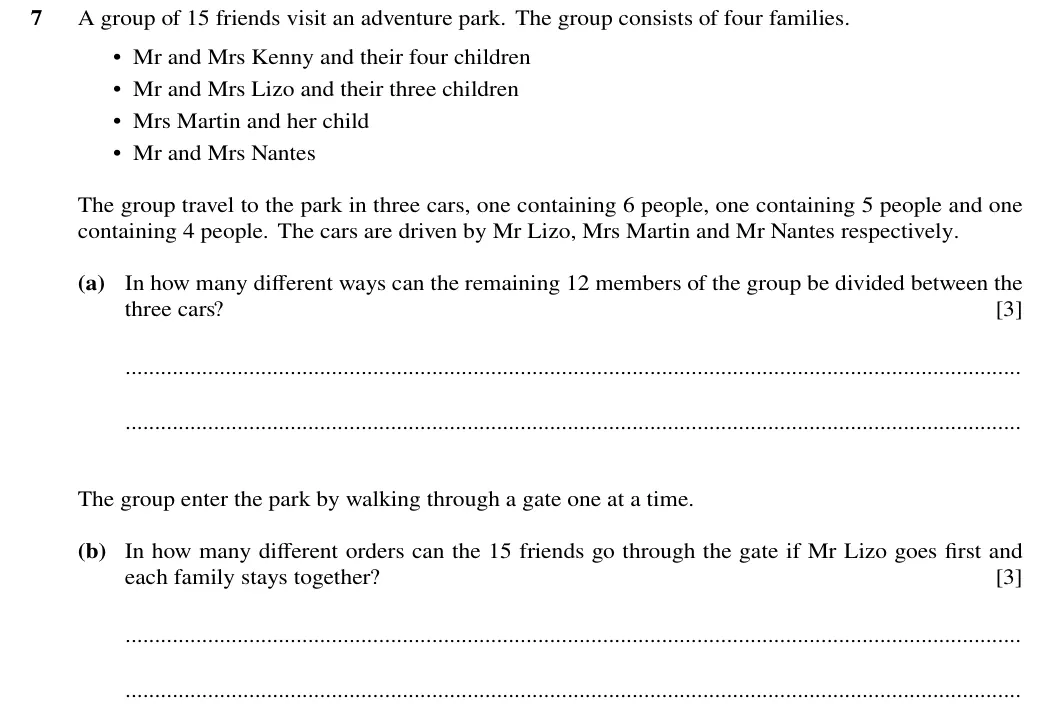 7 A group of 15 friends visit an adventure park. The group consists of four families.
• Mr and Mrs Kenny and their four children
• Mr and Mrs Lizo and their three children
• Mrs Martin and her child
• Mr and Mrs Nantes
The group travel to the park in three cars, one containing 6 people, one containing 5 people and one
containing 4 people. The cars are driven by Mr Lizo, Mrs Martin and Mr Nantes respectively.
(a) In how many different ways can the remaining 12 members of the group be divided between the
three cars? [3]
The group enter the park by walking through a gate one at a time.
(b) In how many different orders can the 15 friends go through the gate if Mr Lizo goes first and
each family stays together? [3]